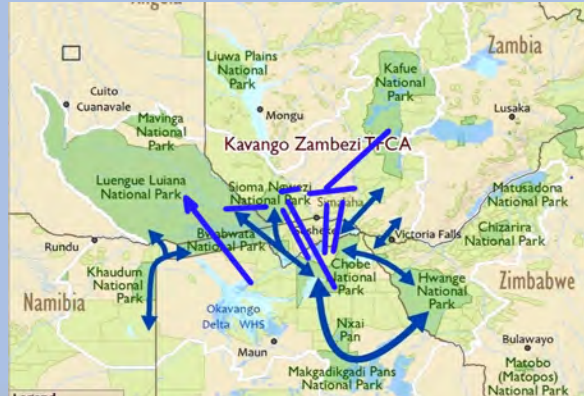 Angola
Liuwa Plains
National Park
Kafue
National
Park
Zambia
Cuito
Cuanavale
Mavinga
National
Park
Mongu
Lusaka
Kavango Zambezi TFCA
Luengue Luiana
National Park
Sioma Ngwezi
National Park
Simalaha
Sesheke
Matusadona
National Park
Chizarira
National Park
Rundu
Bwabwata
National Park
Victoria Falls
Khaudum
National
Park
Chobe
National
Park
Hwange
National
Park
Zimbabwe
Namibia
Okavango
Delta WHS
Nxai
Pan
Maun
Bulawayo
Makgadikgadi Pans
National Park
Matobo
(Matopos)
National Park
Legend